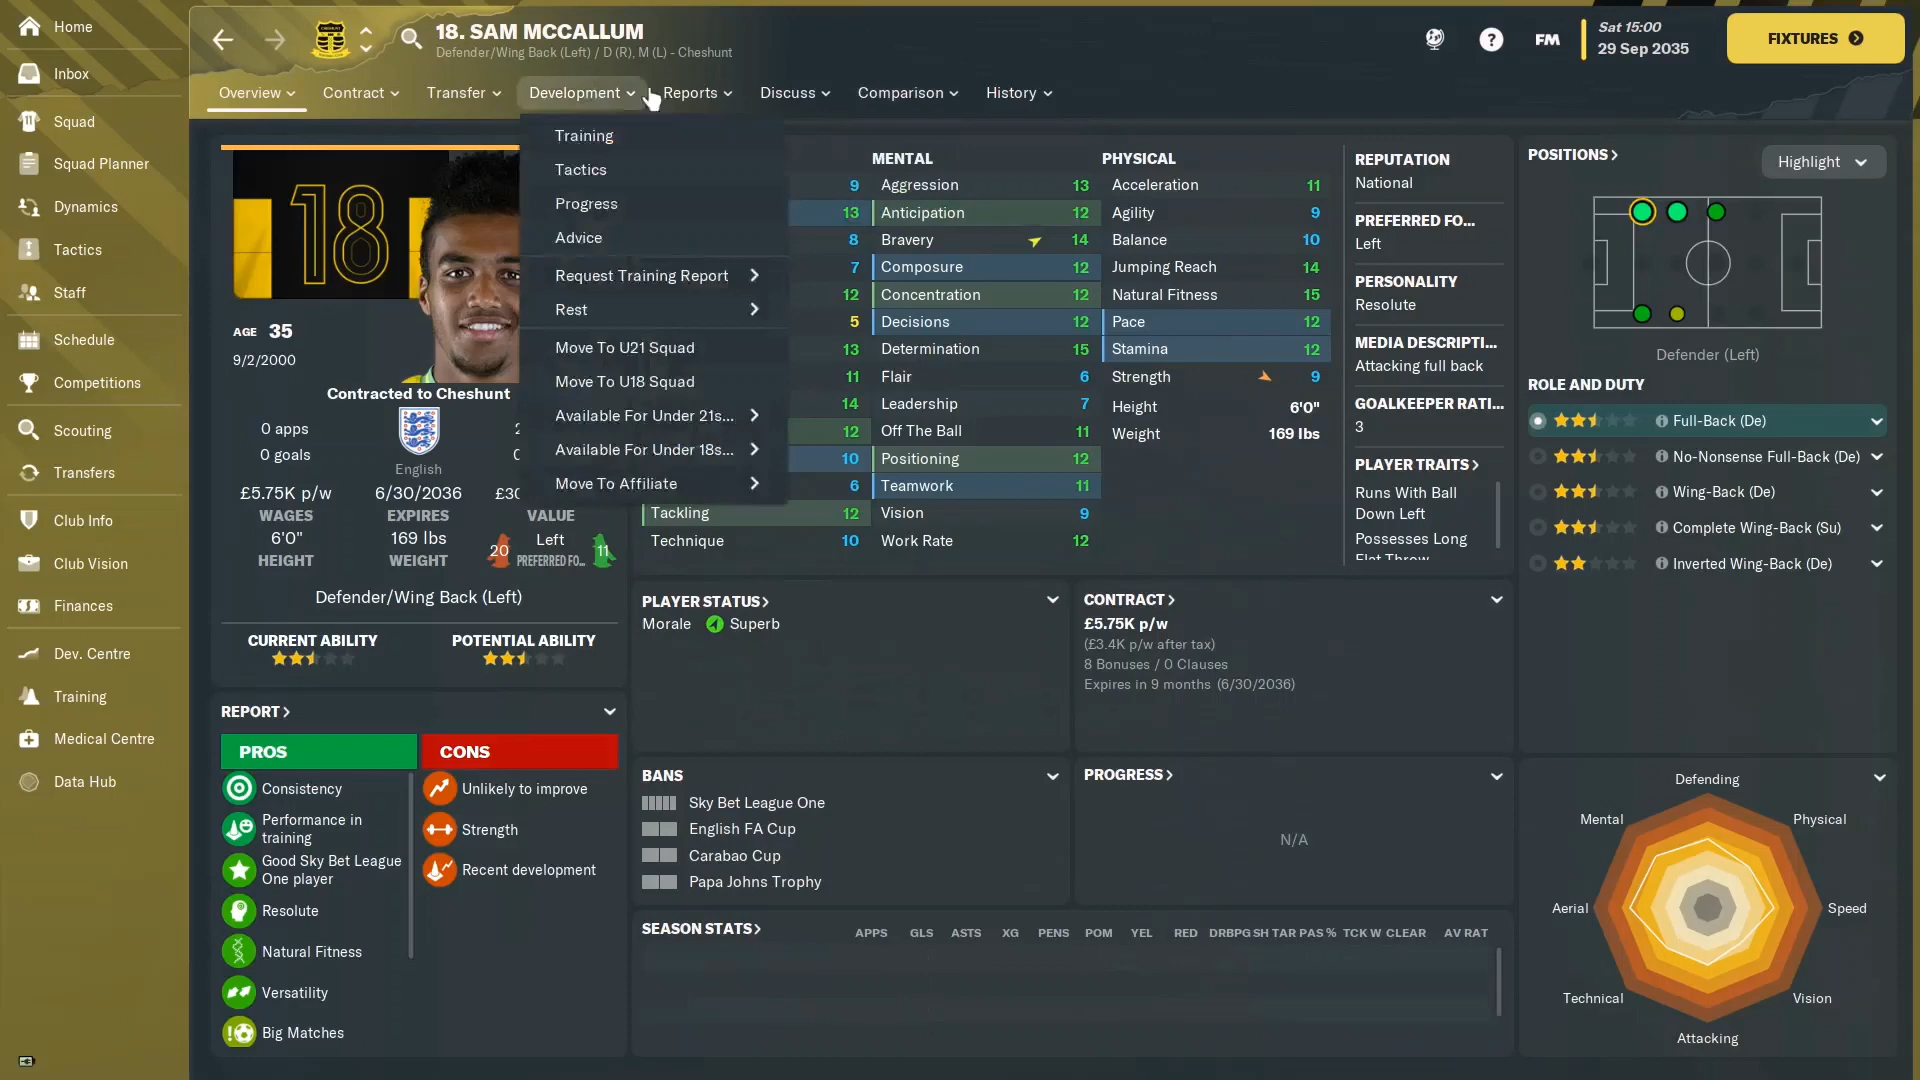 Home
Inbox
Squad
Squad Planner
Dynamics
Tactics
Staff
Schedule
Competitions
Scouting
Transfers
Club Info
Club Vision
Finances
Dev. Centre
Training
Medical Centre
Data Hub
18. SAM MCCALLUM
Defender/Wing Back (Left) / D (R), M (L) - Cheshunt
FM
Sat 15:00
29 Sep 2035
FIXTURES
Overview
Contract
Transfer
Development
Reports
Discuss
Comparison
History
Training
Tactics
Progress
Advice
Request Training Report
Rest
Move To U21 Squad
Move To U18 Squad
Available For Under 21s...
Available For Under 18s...
Move To Affiliate
18
AGE 35
9/2/2000
Contracted to Cheshunt
0 apps
0 goals
English
£5.75K p/w
WAGES
6/30/2036
EXPIRES
£30
VALUE
6'0"
HEIGHT
169 lbs
WEIGHT
20
Left
PREFERRED FO...
11
Defender/Wing Back (Left)
CURRENT ABILITY
POTENTIAL ABILITY
9
13
8
7
12
5
13
11
14
12
10
6
Tackling 12
Technique 10
MENTAL
Aggression 13
Anticipation 12
Bravery 14
Composure 12
Concentration 12
Decisions 12
Determination 15
Flair 6
Leadership 7
Off The Ball 11
Positioning 12
Teamwork 11
Vision 9
Work Rate 12
PHYSICAL
Acceleration 11
Agility 9
Balance 10
Jumping Reach 14
Natural Fitness 15
Pace 12
Stamina 12
Strength 9
Height 6'0"
Weight 169 lbs
REPUTATION
National
PREFERRED FO...
Left
PERSONALITY
Resolute
MEDIA DESCRIPTI...
Attacking full back
GOALKEEPER RATI...
3
PLAYER TRAITS
Runs With Ball
Down Left
Possesses Long
Flat Throw
POSITIONS
Highlight
Defender (Left)
ROLE AND DUTY
Full-Back (De)
No-Nonsense Full-Back (De)
Wing-Back (De)
Complete Wing-Back (Su)
Inverted Wing-Back (De)
REPORT
PROS
Consistency
Performance in
training
Good Sky Bet League
One player
Resolute
Natural Fitness
Versatility
Big Matches
CONS
Unlikely to improve
Strength
Recent development
PLAYER STATUS
Morale Superb
CONTRACT
£5.75K p/w
(£3.4K p/w after tax)
8 Bonuses / 0 Clauses
Expires in 9 months (6/30/2036)
BANS
Sky Bet League One
English FA Cup
Carabao Cup
Papa Johns Trophy
PROGRESS
N/A
SEASON STATS
APPS GLS ASTS XG PENS POM YEL RED DRBPG SH TAR PAS % TCK W CLEAR AV RAT
Defending
Physical
Speed
Vision
Attacking
Technical
Aerial
Mental